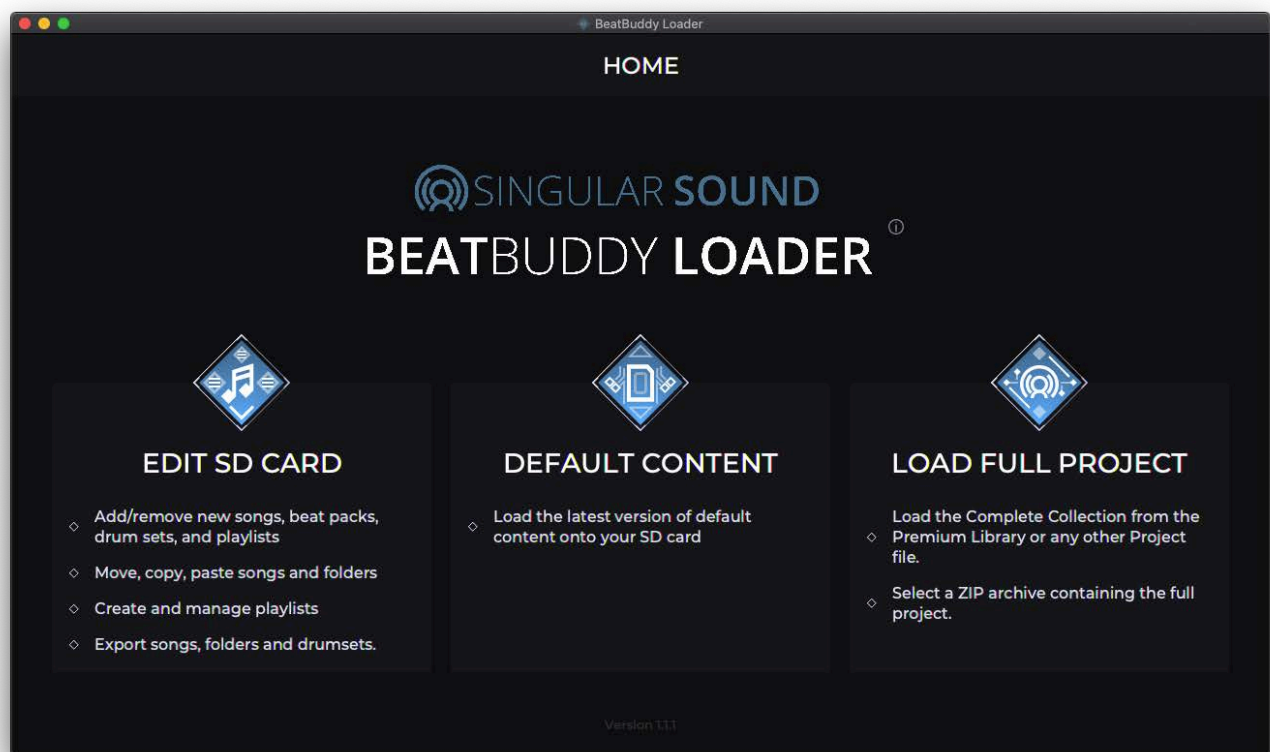 BeatBuddy Loader
HOME
SINGULAR SOUND
BEATBUDDY LOADER
EDIT SD CARD
Add/remove new songs, beat packs,
drum sets, and playlists
Move, copy, paste songs and folders
Create and manage playlists
Export songs, folders and drumsets.
DEFAULT CONTENT
Load the latest version of default
content onto your SD card
LOAD FULL PROJECT
Load the Complete Collection from the
Premium Library or any other Project
file.
Select a ZIP archive containing the full
project.
Version 1.1.1